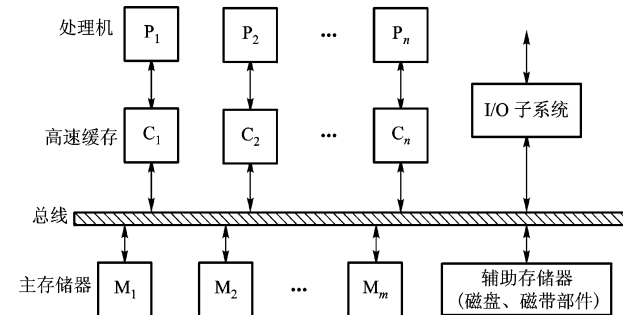 处理机 P1 P2 ... Pn
I/O 子系统
高速缓存 C1 C2 ... Cn
总线
主存储器 M1 M2 ... Mm
辅助存储器
(磁盘、磁带部件)